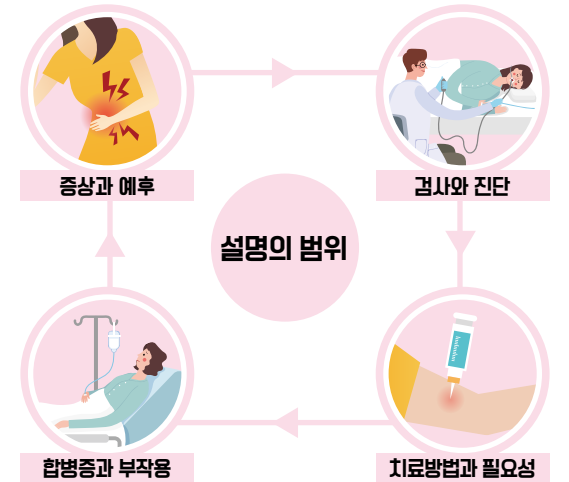 증상과 예후
검사와 진단
설명의 범위
합병증과 부작용
치료방법과 필요성